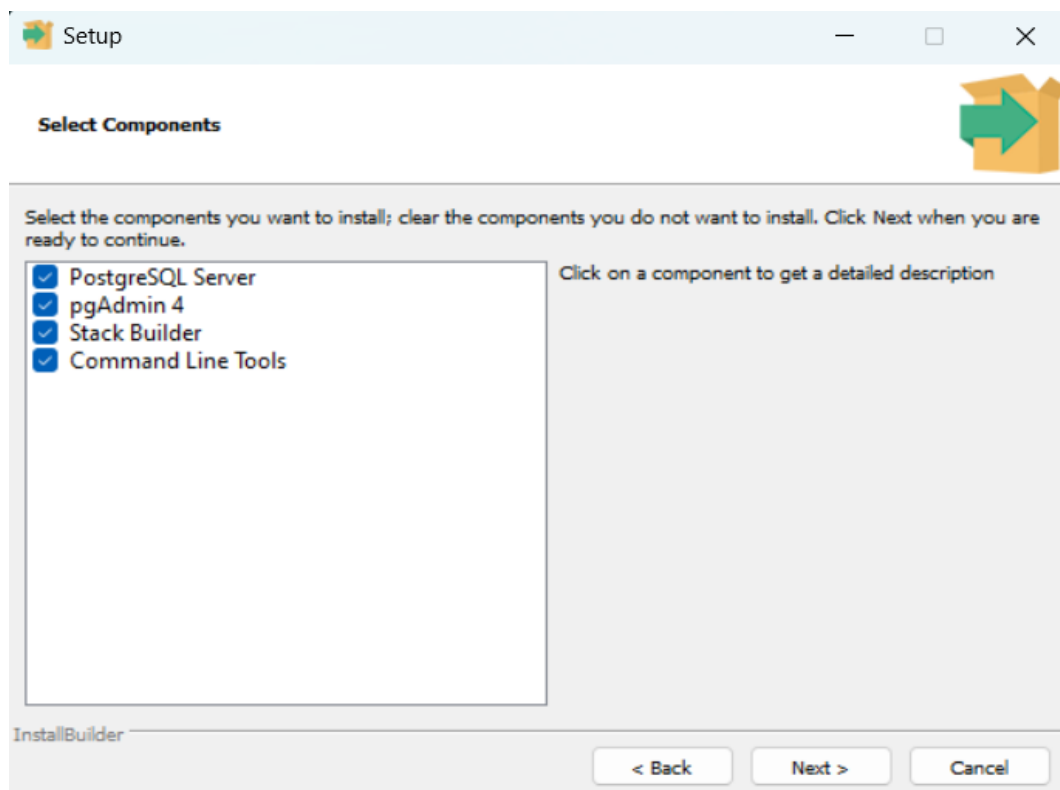 Setup
Select Components
Select the components you want to install; clear the components you do not want to install. Click Next when you are
ready to continue.
PostgreSQL Server
pgAdmin 4
Stack Builder
Command Line Tools
Click on a component to get a detailed description
InstallBuilder
< Back
Next >
Cancel